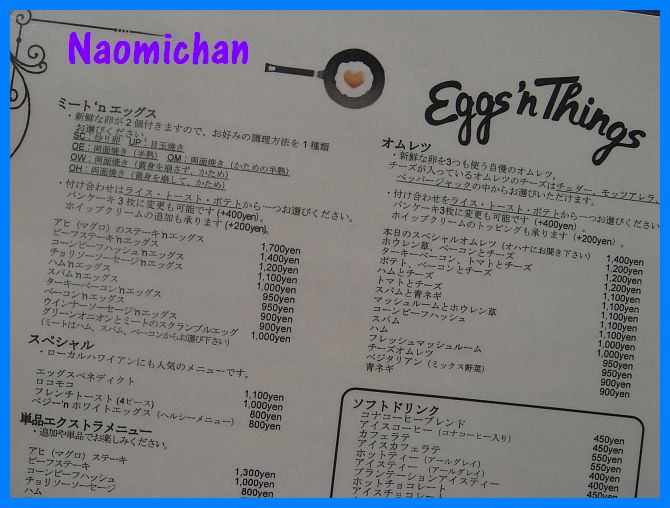 Naomichan
Eggs'n Things
ミート'n エッグス
・新鮮な卵が2個付きますので、お好みの調理方法を1種類
お選びください。
SC：炒り卵 UP：目玉焼き
OE：両面焼き（半熟） OM：両面焼き（かための半熟）
OW：両面焼き（黄身を崩さず、かため）
OH：両面焼き（黄身を崩して、かため）
・付け合わせはライス・トースト・ポテトから一つお選びください。
パンケーキ3枚に変更も可能です(+400yen)。
ホイップクリームの追加も承ります(+200yen)。
アヒ（マグロ）のステーキ'nエッグス 1,700yen
ビーフステーキ'nエッグス 1,400yen
コーンビーフハッシュ'nエッグス 1,200yen
チョリソーソーセージ'nエッグス 1,100yen
ハム'nエッグス 1,000yen
スパム'nエッグス 950yen
ターキーベーコン'nエッグス 950yen
ベーコン'nエッグス 900yen
ウインナーソーセージ'nエッグス 900yen
グリーンオニオンとミートのスクランブルエッグ 1,000yen
（ミートはハム、スパム、ベーコンからお選び下さい）
スペシャル
・ローカルハワイアンにも人気のメニューです。
エッグスベネディクト 1,100yen
ロコモコ 1,000yen
フレンチトースト (4ピース) 800yen
ベジー'n ホワイトエッグス（ヘルシーメニュー） 800yen
単品エクストラメニュー
・追加や単品でお楽しみください。
アヒ（マグロ）ステーキ 1,300yen
ビーフステーキ 1,000yen
コーンビーフハッシュ 800yen
チョリソーソーセージ
ハム
オムレツ
・新鮮な卵を3つも使う自慢のオムレツ。
チーズが入っているオムレツのチーズはチェダー、モッツアレラ、
ペッパージャックの中からお選びいただけます。
・付け合わせをライス・トースト・ポテトから一つお選びください
パンケーキ3枚に変更も可能です（+400yen）。
ホイップクリームのトッピングも承ります（+200yen）。
本日のスペシャルオムレツ（オハナにお聞き下さい） 1,400yen
ホウレン草、ベーコンとチーズ 1,200yen
ターキーベーコン、トマトとチーズ 1,200yen
ポテト、ベーコンとチーズ 1,200yen
ハムとチーズ 1,100yen
トマトとチーズ 1,100yen
スパムと青ネギ 1,100yen
マッシュルームとホウレン草 1,100yen
コーンビーフハッシュ 1,100yen
スパム 1,000yen
ハム 1,000yen
フレッシュマッシュルーム 950yen
チーズオムレツ 950yen
ベジタリアン（ミックス野菜） 900yen
青ネギ 900yen
ソフトドリンク
コナコーヒーブレンド 450yen
アイスコーヒー（コナコーヒー入り） 450yen
カフェラテ 550yen
アイスカフェラテ 550yen
ホットティー（アールグレイ） 400yen
アイスティー（アールグレイ） 400yen
プランテーションアイスティー 450yen
ホットチョコレート
アイスチョコレート